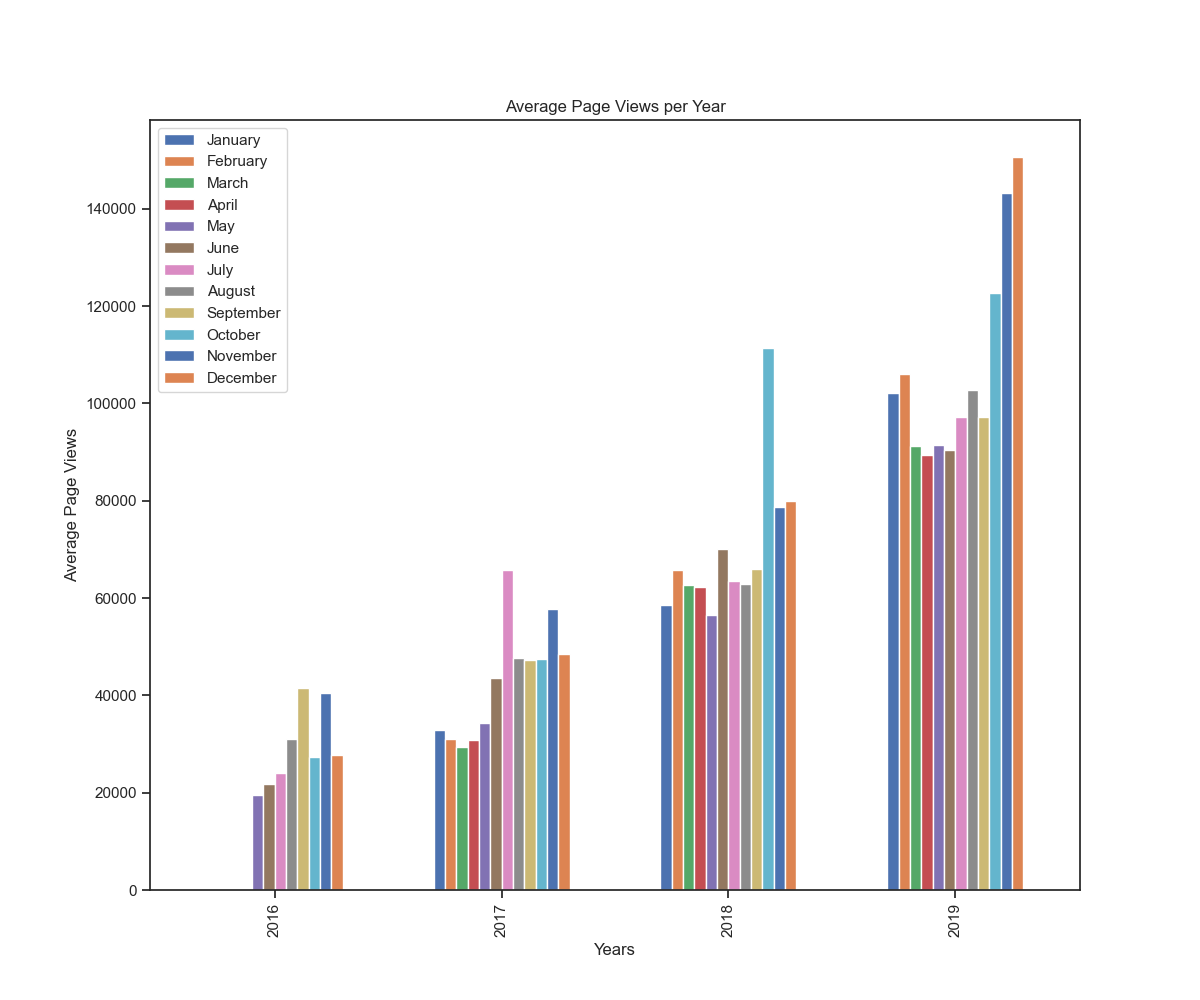 Average Page Views per Year
January
February
March
April
May
June
July
August
September
October
November
December
Average Page Views
140000
120000
100000
80000
60000
40000
20000
0
2016
2017
2018
2019
Years